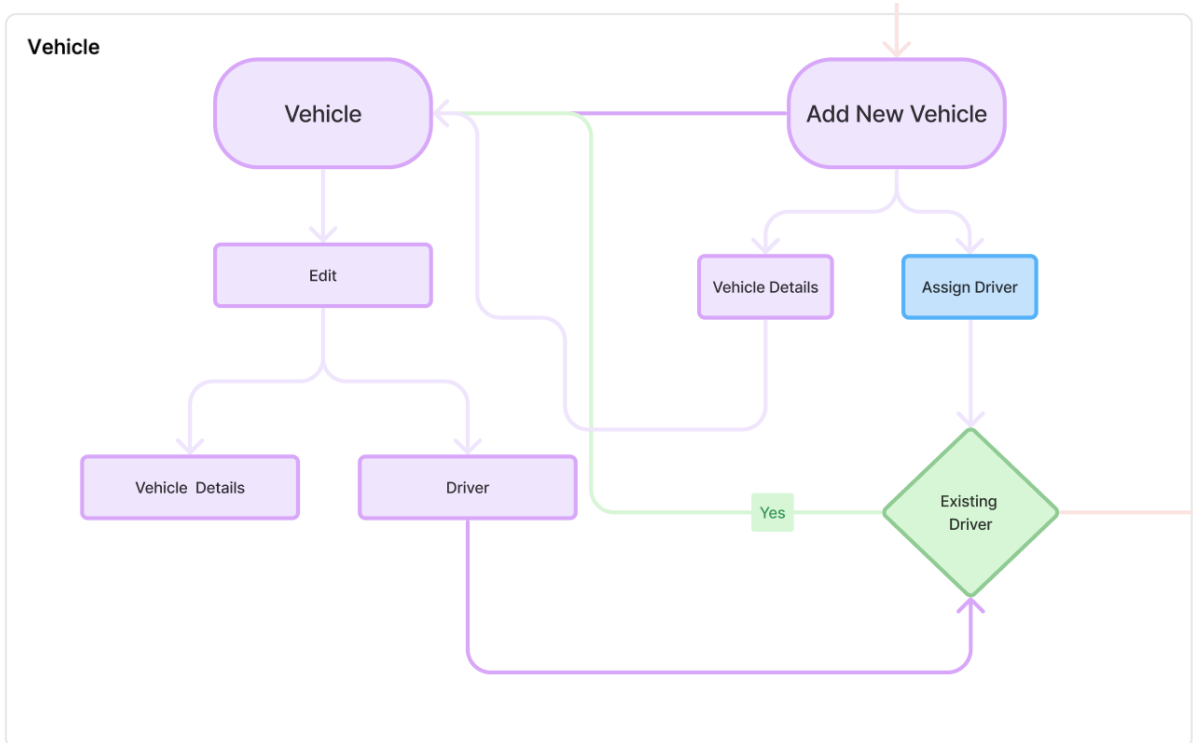 Vehicle
Vehicle
Add New Vehicle
Edit
Vehicle Details
Assign Driver
Vehicle  Details
Driver
Yes
Existing
Driver